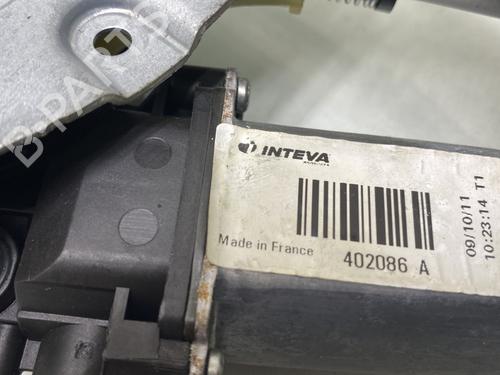 INTEVA
Made in France
402086 A
09/10/11
10:23:14 T1
B PARTS